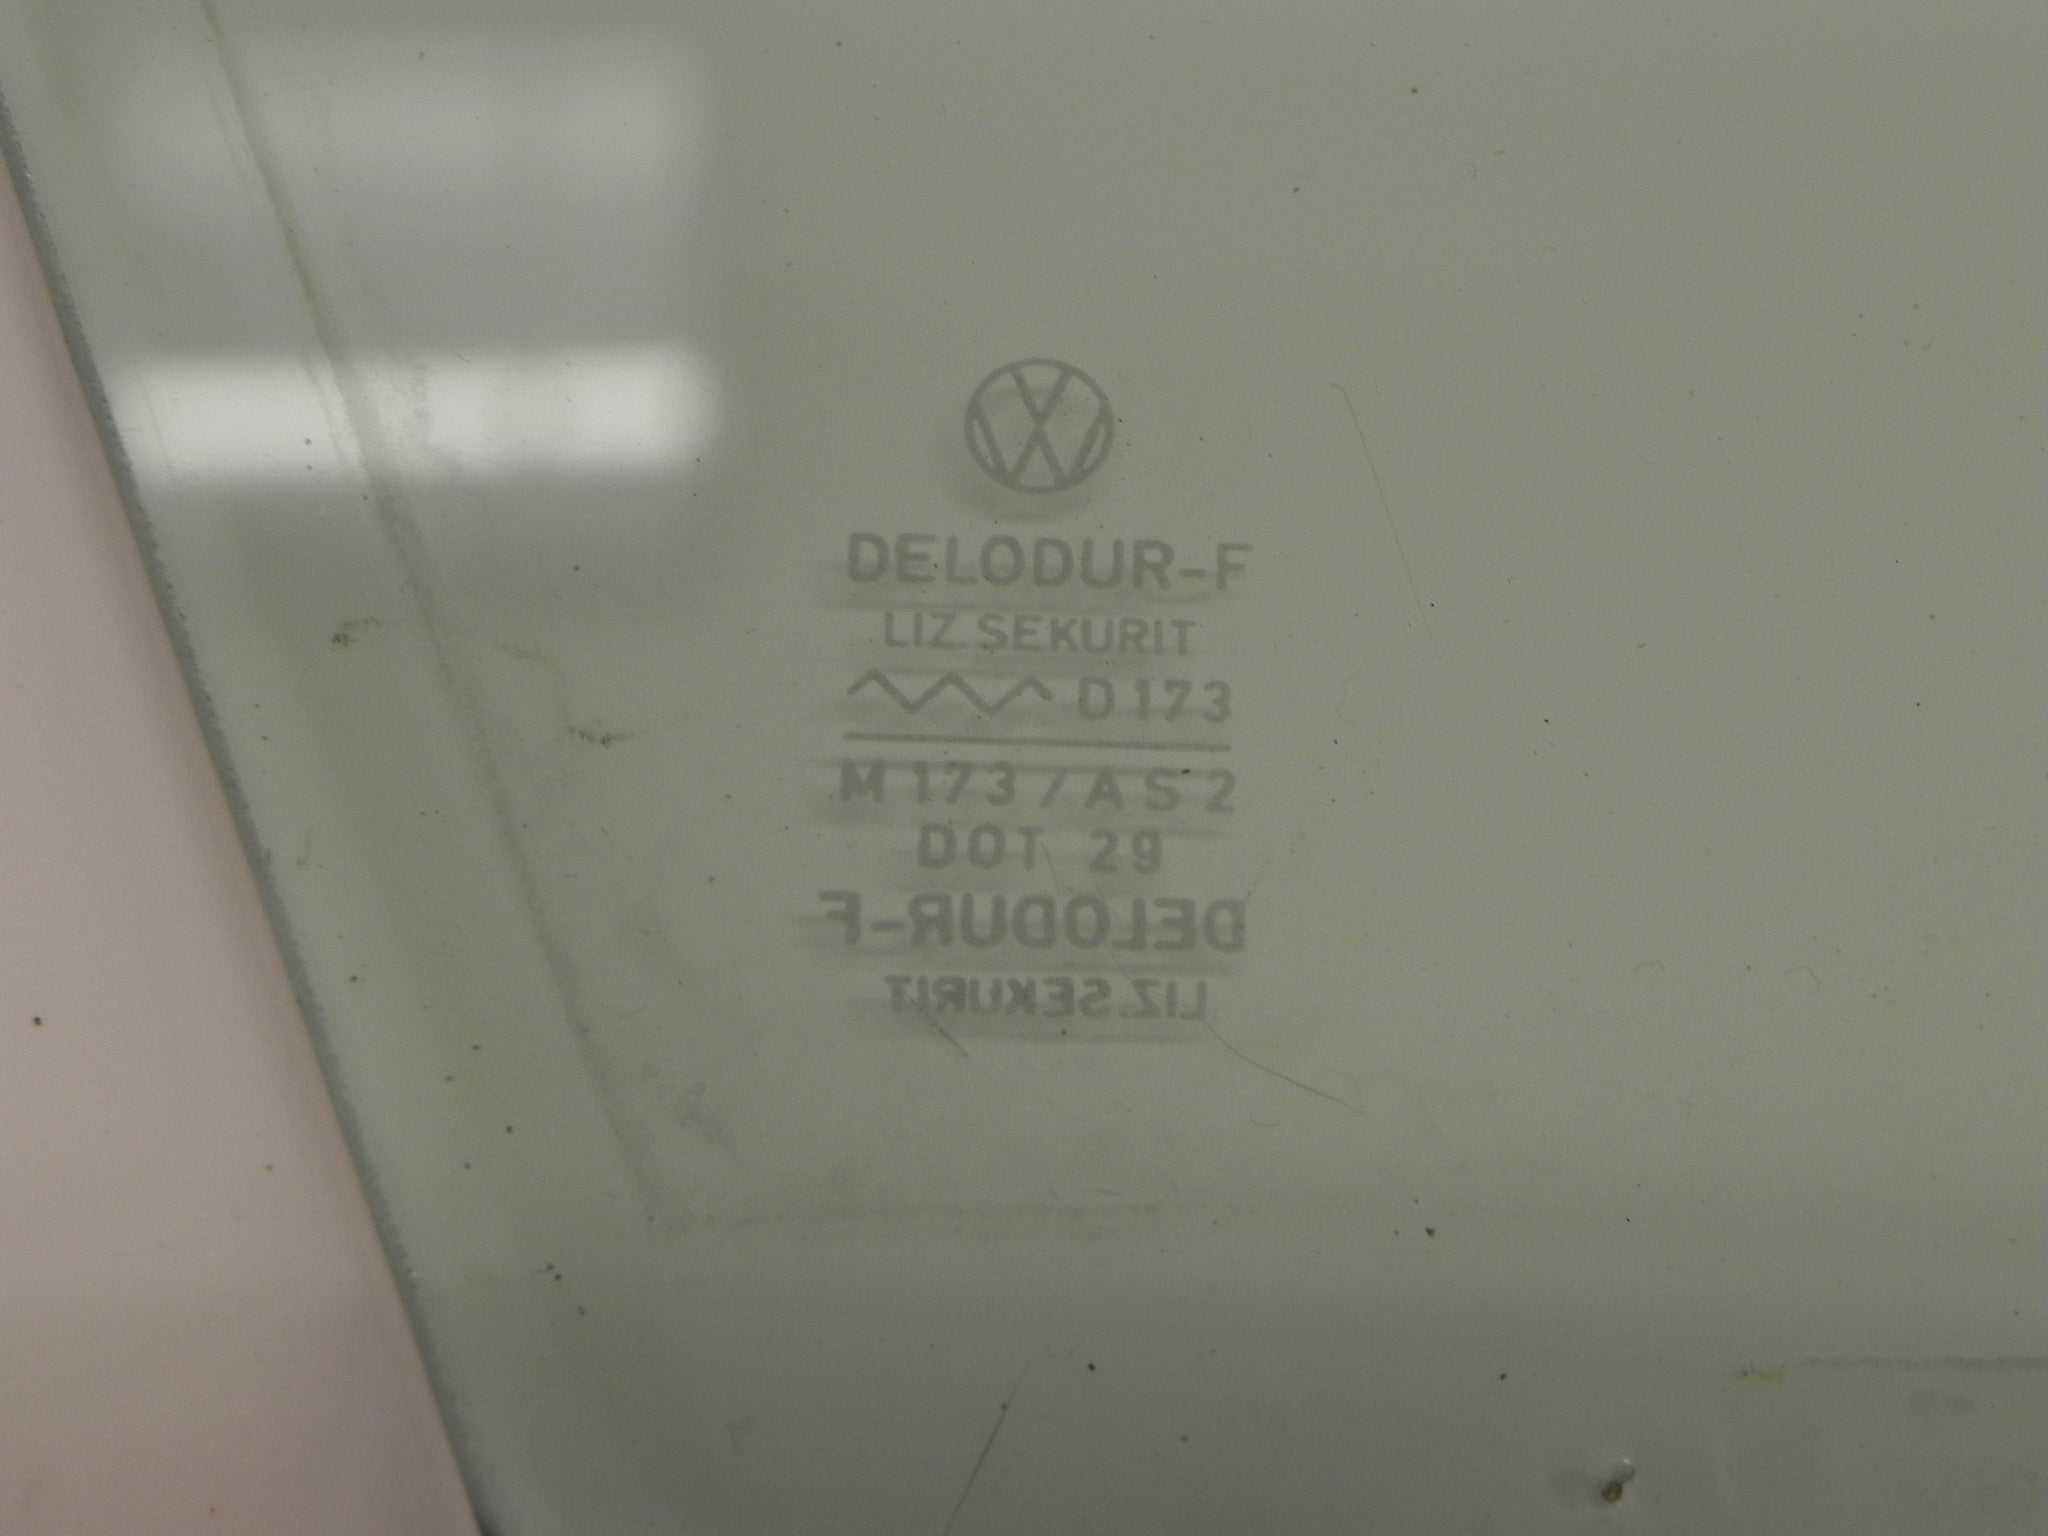 DELODUR-F
LIZ.SEKURIT
D 173
M 173 / AS 2
DOT 29
DELODUR-F
LIZ.SEKURIT